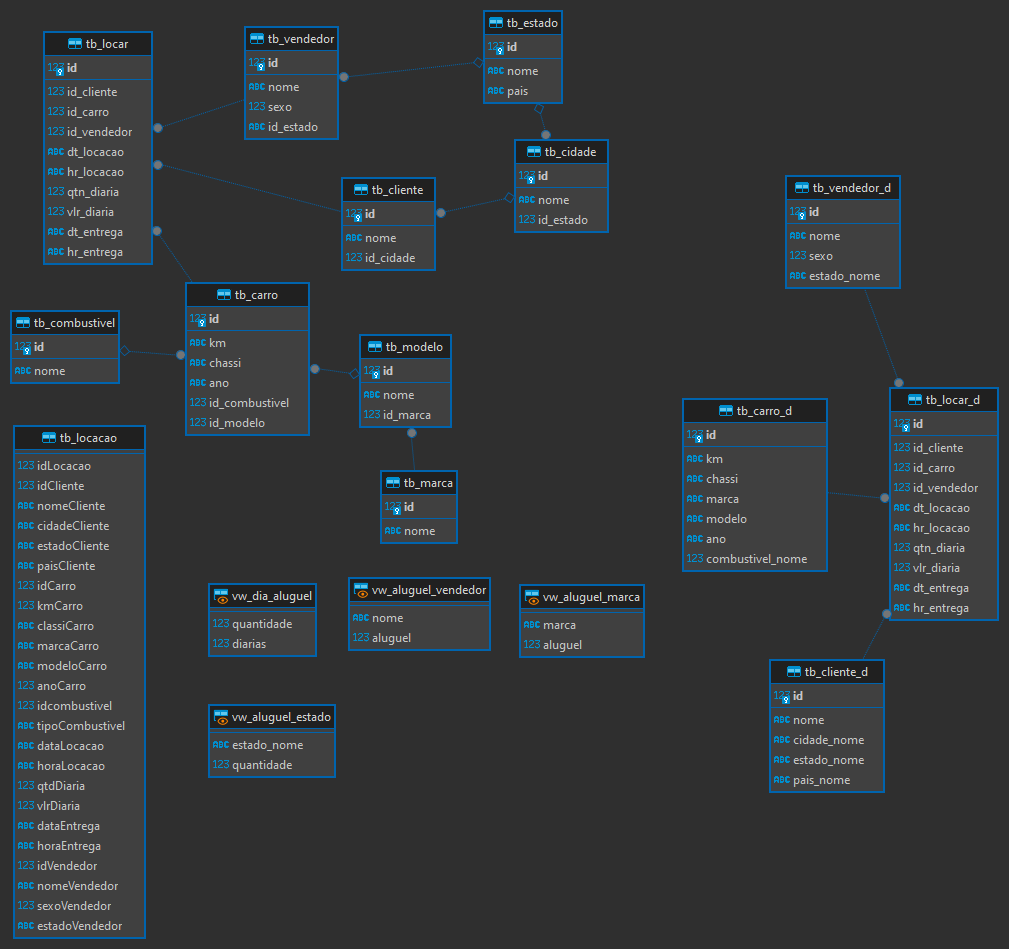 tb_locar
123 id
123 id_cliente
123 id_carro
123 id_vendedor
ABC dt_locacao
ABC hr_locacao
123 qtn_diaria
123 vlr_diaria
ABC dt_entrega
ABC hr_entrega
tb_vendedor
123 id
ABC nome
123 sexo
ABC id_estado
tb_estado
123 id
ABC nome
ABC pais
tb_cidade
123 id
ABC nome
123 id_estado
tb_cliente
123 id
ABC nome
123 id_cidade
tb_vendedor_d
123 id
ABC nome
123 sexo
ABC estado_nome
tb_carro
123 id
ABC km
ABC chassi
ABC ano
123 id_combustivel
123 id_modelo
tb_combustivel
123 id
ABC nome
tb_modelo
123 id
ABC nome
123 id_marca
tb_marca
123 id
ABC nome
tb_carro_d
123 id
ABC km
ABC chassi
ABC marca
ABC modelo
ABC ano
123 combustivel_nome
tb_locar_d
123 id
123 id_cliente
123 id_carro
123 id_vendedor
ABC dt_locacao
ABC hr_locacao
123 qtn_diaria
123 vlr_diaria
ABC dt_entrega
ABC hr_entrega
tb_locacao
123 idLocacao
123 idCliente
ABC nomeCliente
ABC cidadeCliente
ABC estadoCliente
ABC paisCliente
123 idCarro
123 kmCarro
ABC classiCarro
ABC marcaCarro
ABC modeloCarro
123 anoCarro
123 idcombustivel
ABC tipoCombustivel
ABC dataLocacao
ABC horaLocacao
123 qtdDiaria
123 vlrDiaria
ABC dataEntrega
ABC horaEntrega
123 idVendedor
ABC nomeVendedor
123 sexoVendedor
ABC estadoVendedor
vw_dia_aluguel
123 quantidade
123 diarias
vw_aluguel_vendedor
ABC nome
123 aluguel
vw_aluguel_marca
ABC marca
123 aluguel
vw_aluguel_estado
ABC estado_nome
123 quantidade
tb_cliente_d
123 id
ABC nome
ABC cidade_nome
ABC estado_nome
ABC pais_nome